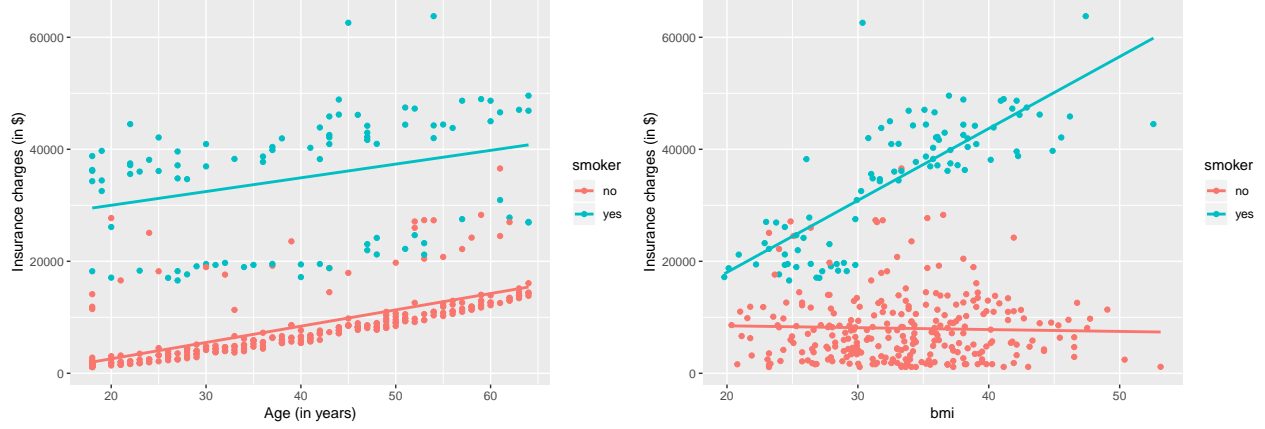 60000
40000
20000
0
Insurance charges (in $)
20
30
40
50
60
Age (in years)
smoker
no
yes
60000
40000
20000
0
Insurance charges (in $)
20
30
40
50
bmi
smoker
no
yes